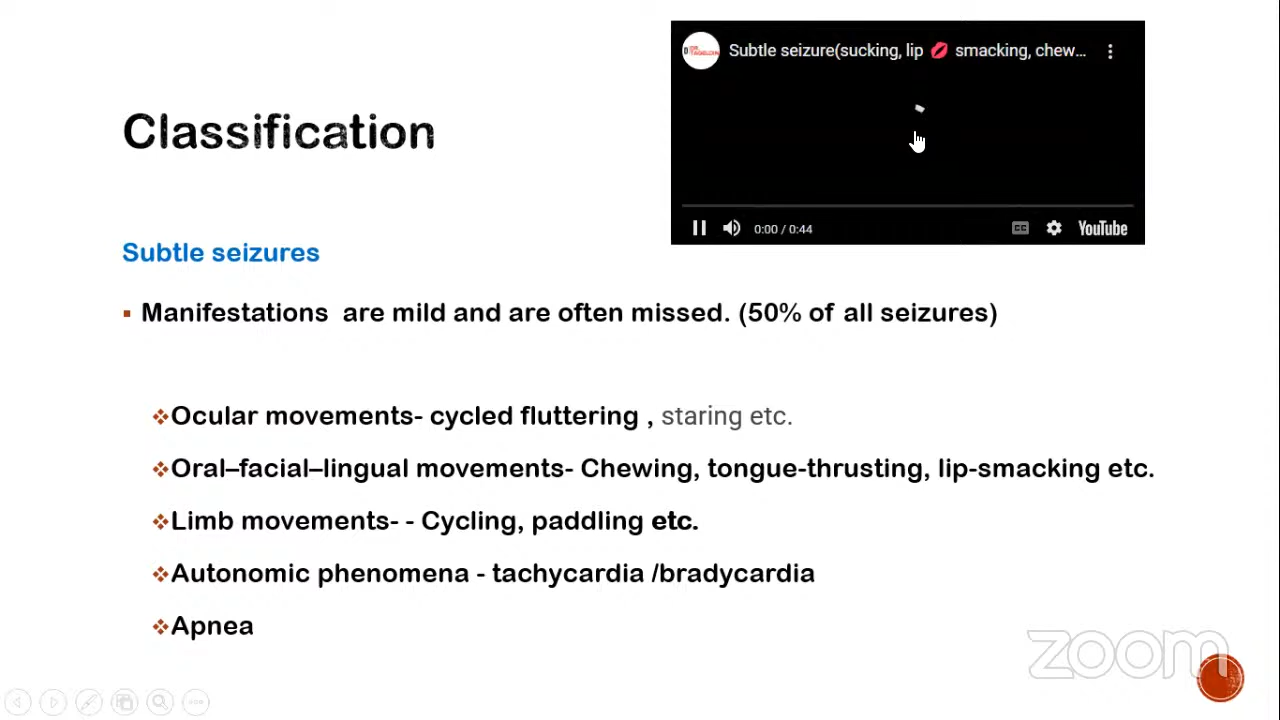 Subtle seizure(sucking, lip 💋 smacking, chew...
Classification
0:00 / 0:44
CC
YouTube
Subtle seizures
▪ Manifestations are mild and are often missed. (50% of all seizures)
❖Ocular movements- cycled fluttering , staring etc.
❖Oral–facial–lingual movements- Chewing, tongue-thrusting, lip-smacking etc.
❖Limb movements- - Cycling, paddling etc.
❖Autonomic phenomena - tachycardia /bradycardia
❖Apnea
zoom